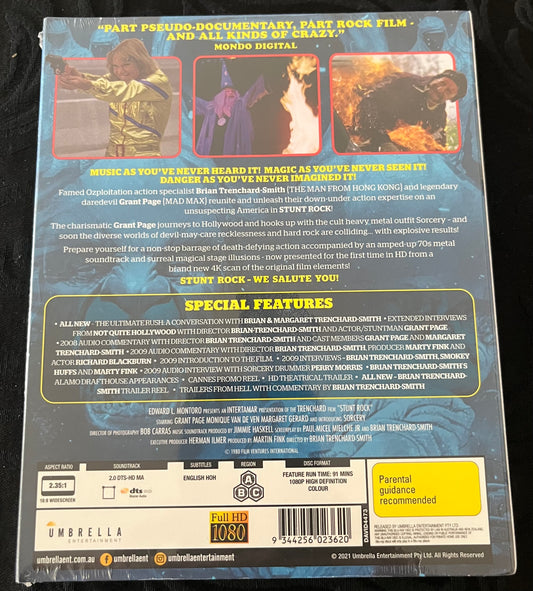 "PART PSEUDO-DOCUMENTARY, PART ROCK FILM -
AND ALL KINDS OF CRAZY."
MONDO DIGITAL
MUSIC AS YOU'VE NEVER HEARD IT! MAGIC AS YOU'VE NEVER SEEN IT!
DANGER AS YOU'VE NEVER IMAGINED IT!
Famed Ozploitation action specialist Brian Trenchard-Smith (THE MAN FROM HONG KONG) and legendary
daredevil Grant Page (MAD MAX) reunite and unleash their down-under action expertise on an
unsuspecting America in STUNT ROCK!
The charismatic Grant Page journeys to Hollywood and hooks up with the cult heavy metal outfit Sorcery - and
soon the diverse worlds of devil-may-care recklessness and hard rock are colliding... with explosive results!
Prepare yourself for a non-stop barrage of death-defying action accompanied by an amped-up '70s metal
soundtrack and surreal magical stage illusions - now presented for the first time in HD from a
brand new 4K scan of the original film elements!
STUNT ROCK - WE SALUTE YOU!
SPECIAL FEATURES
• ALL NEW - THE ULTIMATE RUSH: A CONVERSATION WITH BRIAN & MARGARET TRENCHARD-SMITH • EXTENDED INTERVIEWS
FROM NOT QUITE HOLLYWOOD WITH DIRECTOR BRIAN-TRENCHARD-SMITH AND ACTOR/STUNTMAN GRANT PAGE
• 2008 AUDIO COMMENTARY WITH DIRECTOR BRIAN TRENCHARD-SMITH AND CAST MEMBERS GRANT PAGE AND MARGARET
TRENCHARD-SMITH • 2009 AUDIO COMMENTARY WITH DIRECTOR BRIAN TRENCHARD-SMITH, PRODUCER MARTY FINK AND
ACTOR RICHARD BLACKBURN • 2009 INTRODUCTION TO THE FILM. • 2009 INTERVIEWS - BRIAN TRENCHARD-SMITH, SMOKEY
HUFFS AND MARTY FINK • 2009 AUDIO INTERVIEW WITH SORCERY DRUMMER PERRY MORRIS • BRIAN TRENCHARD-SMITH'S
ALAMO DRAFTHOUSE APPEARANCES • CANNES PROMO REEL • HD THEATRICAL TRAILER • ALL NEW - BRIAN TRENCHARD-
SMITH TRAILER REEL • TRAILERS FROM HELL WITH COMMENTARY BY BRIAN TRENCHARD-SMITH
EDWARD L. MONTORO PRESENTS AN INTERTAMAR PRESENTATION OF THE TRENCHARD FILM "STUNT ROCK"
STARRING GRANT PAGE MONIQUE VAN DE VEN MARGARET GERARD AND INTRODUCING SORCERY
DIRECTOR OF PHOTOGRAPHY BOB CARRAS MUSIC SOUNDTRACK PRODUCED BY JIMMIE HASKELL SCREENPLAY BY PAUL-MICEL MIELCHE JR AND BRIAN TRENCHARD SMITH
EXECUTIVE PRODUCER HERMAN ILMER PRODUCED BY MARTIN FINK DIRECTED BY BRIAN TRENCHARD SMITH
© 1980 FILM VENTURES INTERNATIONAL
ASPECT RATIO
SOUNDTRACK
SUBTITLES
REGION
DISC FORMAT
2.35:1
16:9 WIDESCREEN
2.0 DTS-HD MA
dts
ENGLISH HOH
A
B C
FEATURE RUN TIME: 91 MINS
1080P HIGH DEFINITION
COLOUR
Parental
guidance
recommended
UMBRELLA
ENTERTAINMENT
Full HD
1080
9 344256 023620
DAVID0473
RELEASED BY UMBRELLA ENTERTAINMENT PTY LTD.
umbrellaent.com.au
umbrellaent
umbrellaentertainment
© 2021 Umbrella Entertainment Pty Ltd. All Rights Reserved.